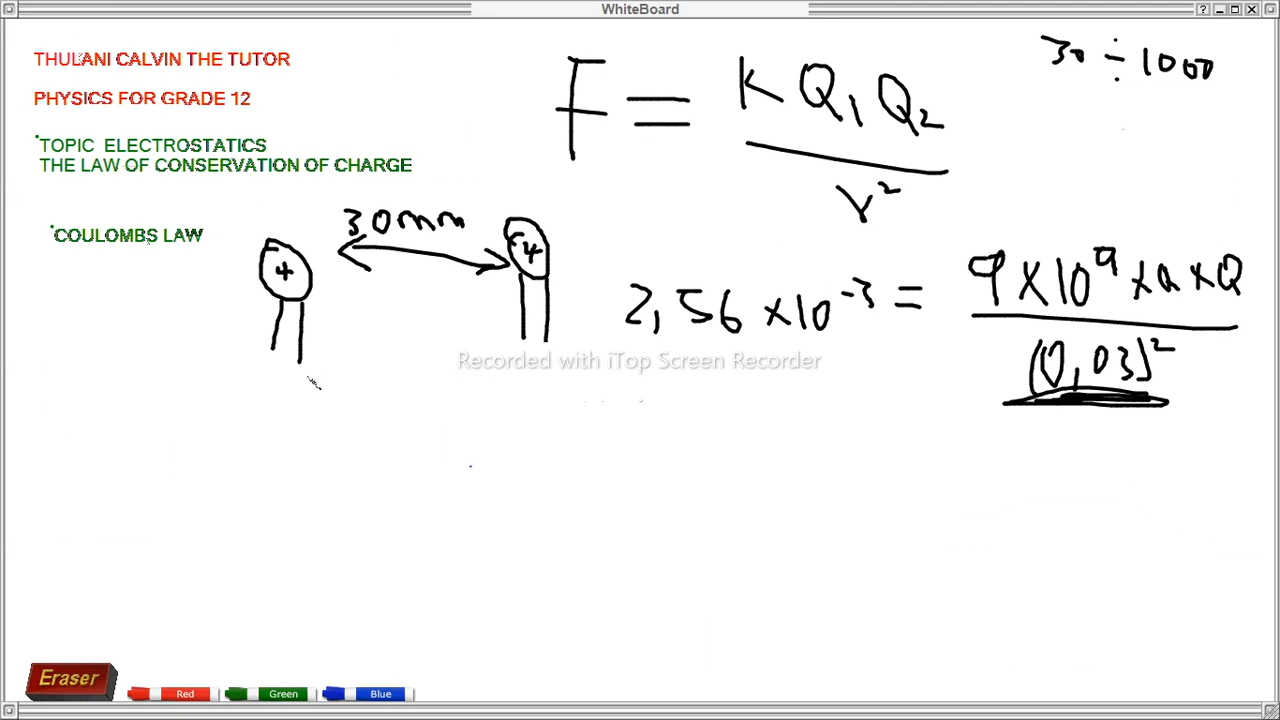 WhiteBoard
THULANI CALVIN THE TUTOR
PHYSICS FOR GRADE 12
TOPIC ELECTROSTATICS
THE LAW OF CONSERVATION OF CHARGE
COULOMBS LAW
30mm
+
+
F = KQ1Q2
r²
30 ÷ 1000
2,56 ×10⁻³ = 9×10⁹ ×Q ×Q
(0,03)²
Recorded with iTop Screen Recorder
Eraser
Red
Green
Blue